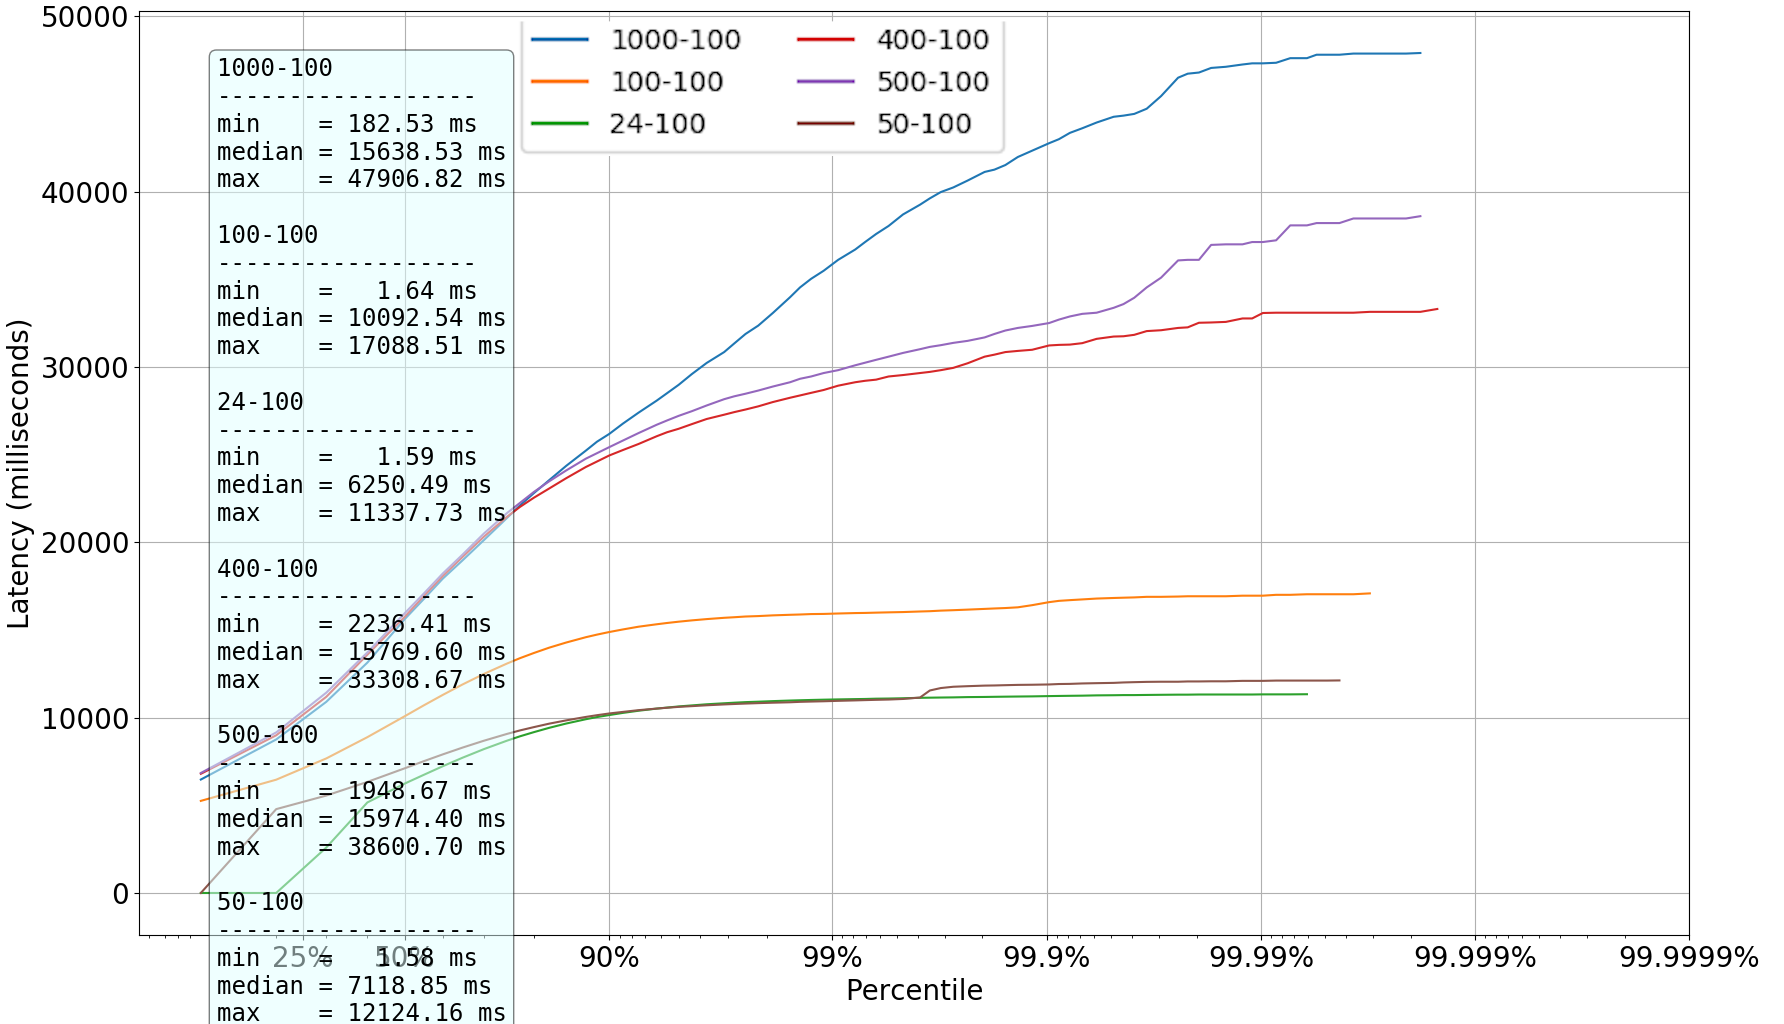 50000
40000
30000
20000
10000
0
Latency (milliseconds)
1000-100
------------------
min    = 182.53 ms
median = 15638.53 ms
max    = 47906.82 ms
100-100
------------------
min    =   1.64 ms
median = 10092.54 ms
max    = 17088.51 ms
24-100
------------------
min    =   1.59 ms
median = 6250.49 ms
max    = 11337.73 ms
400-100
------------------
min    = 2236.41 ms
median = 15769.60 ms
max    = 33308.67 ms
500-100
------------------
min    = 1948.67 ms
median = 15974.40 ms
max    = 38600.70 ms
50-100
------------------
min    =   1.58 ms
median = 7118.85 ms
max    = 12124.16 ms
1000-100
100-100
24-100
400-100
500-100
50-100
25% 50% 90% 99% 99.9% 99.99% 99.999% 99.9999%
Percentile